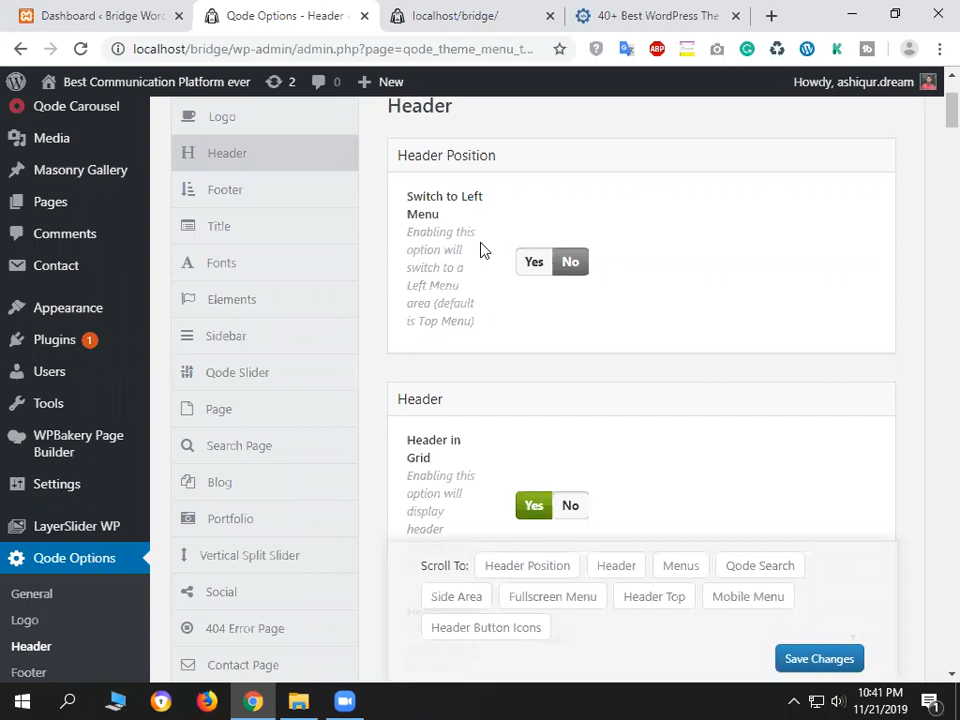 Dashboard ‹ Bridge Wor
Qode Options - Header
localhost/bridge/
40+ Best WordPress The
localhost/bridge/wp-admin/admin.php?page=qode_theme_menu_t...
ABP
Best Communication Platform ever
2
0
New
Howdy, ashiqur.dream
Qode Carousel
Media
Masonry Gallery
Pages
Comments
Contact
Appearance
Plugins 1
Users
Tools
WPBakery Page
Builder
Settings
LayerSlider WP
Qode Options
General
Logo
Header
Footer
Logo
Header
Footer
Title
Fonts
Elements
Sidebar
Qode Slider
Page
Search Page
Blog
Portfolio
Vertical Split Slider
Social
404 Error Page
Contact Page
Header
Header Position
Switch to Left
Menu
Enabling this
option will
switch to a
Left Menu
area (default
is Top Menu)
Yes No
Header
Header in
Grid
Enabling this
option will
display
header
Yes No
Scroll To: Header Position Header Menus Qode Search
Side Area Fullscreen Menu Header Top Mobile Menu
Header Button Icons
Save Changes
10:41 PM
11/21/2019
1